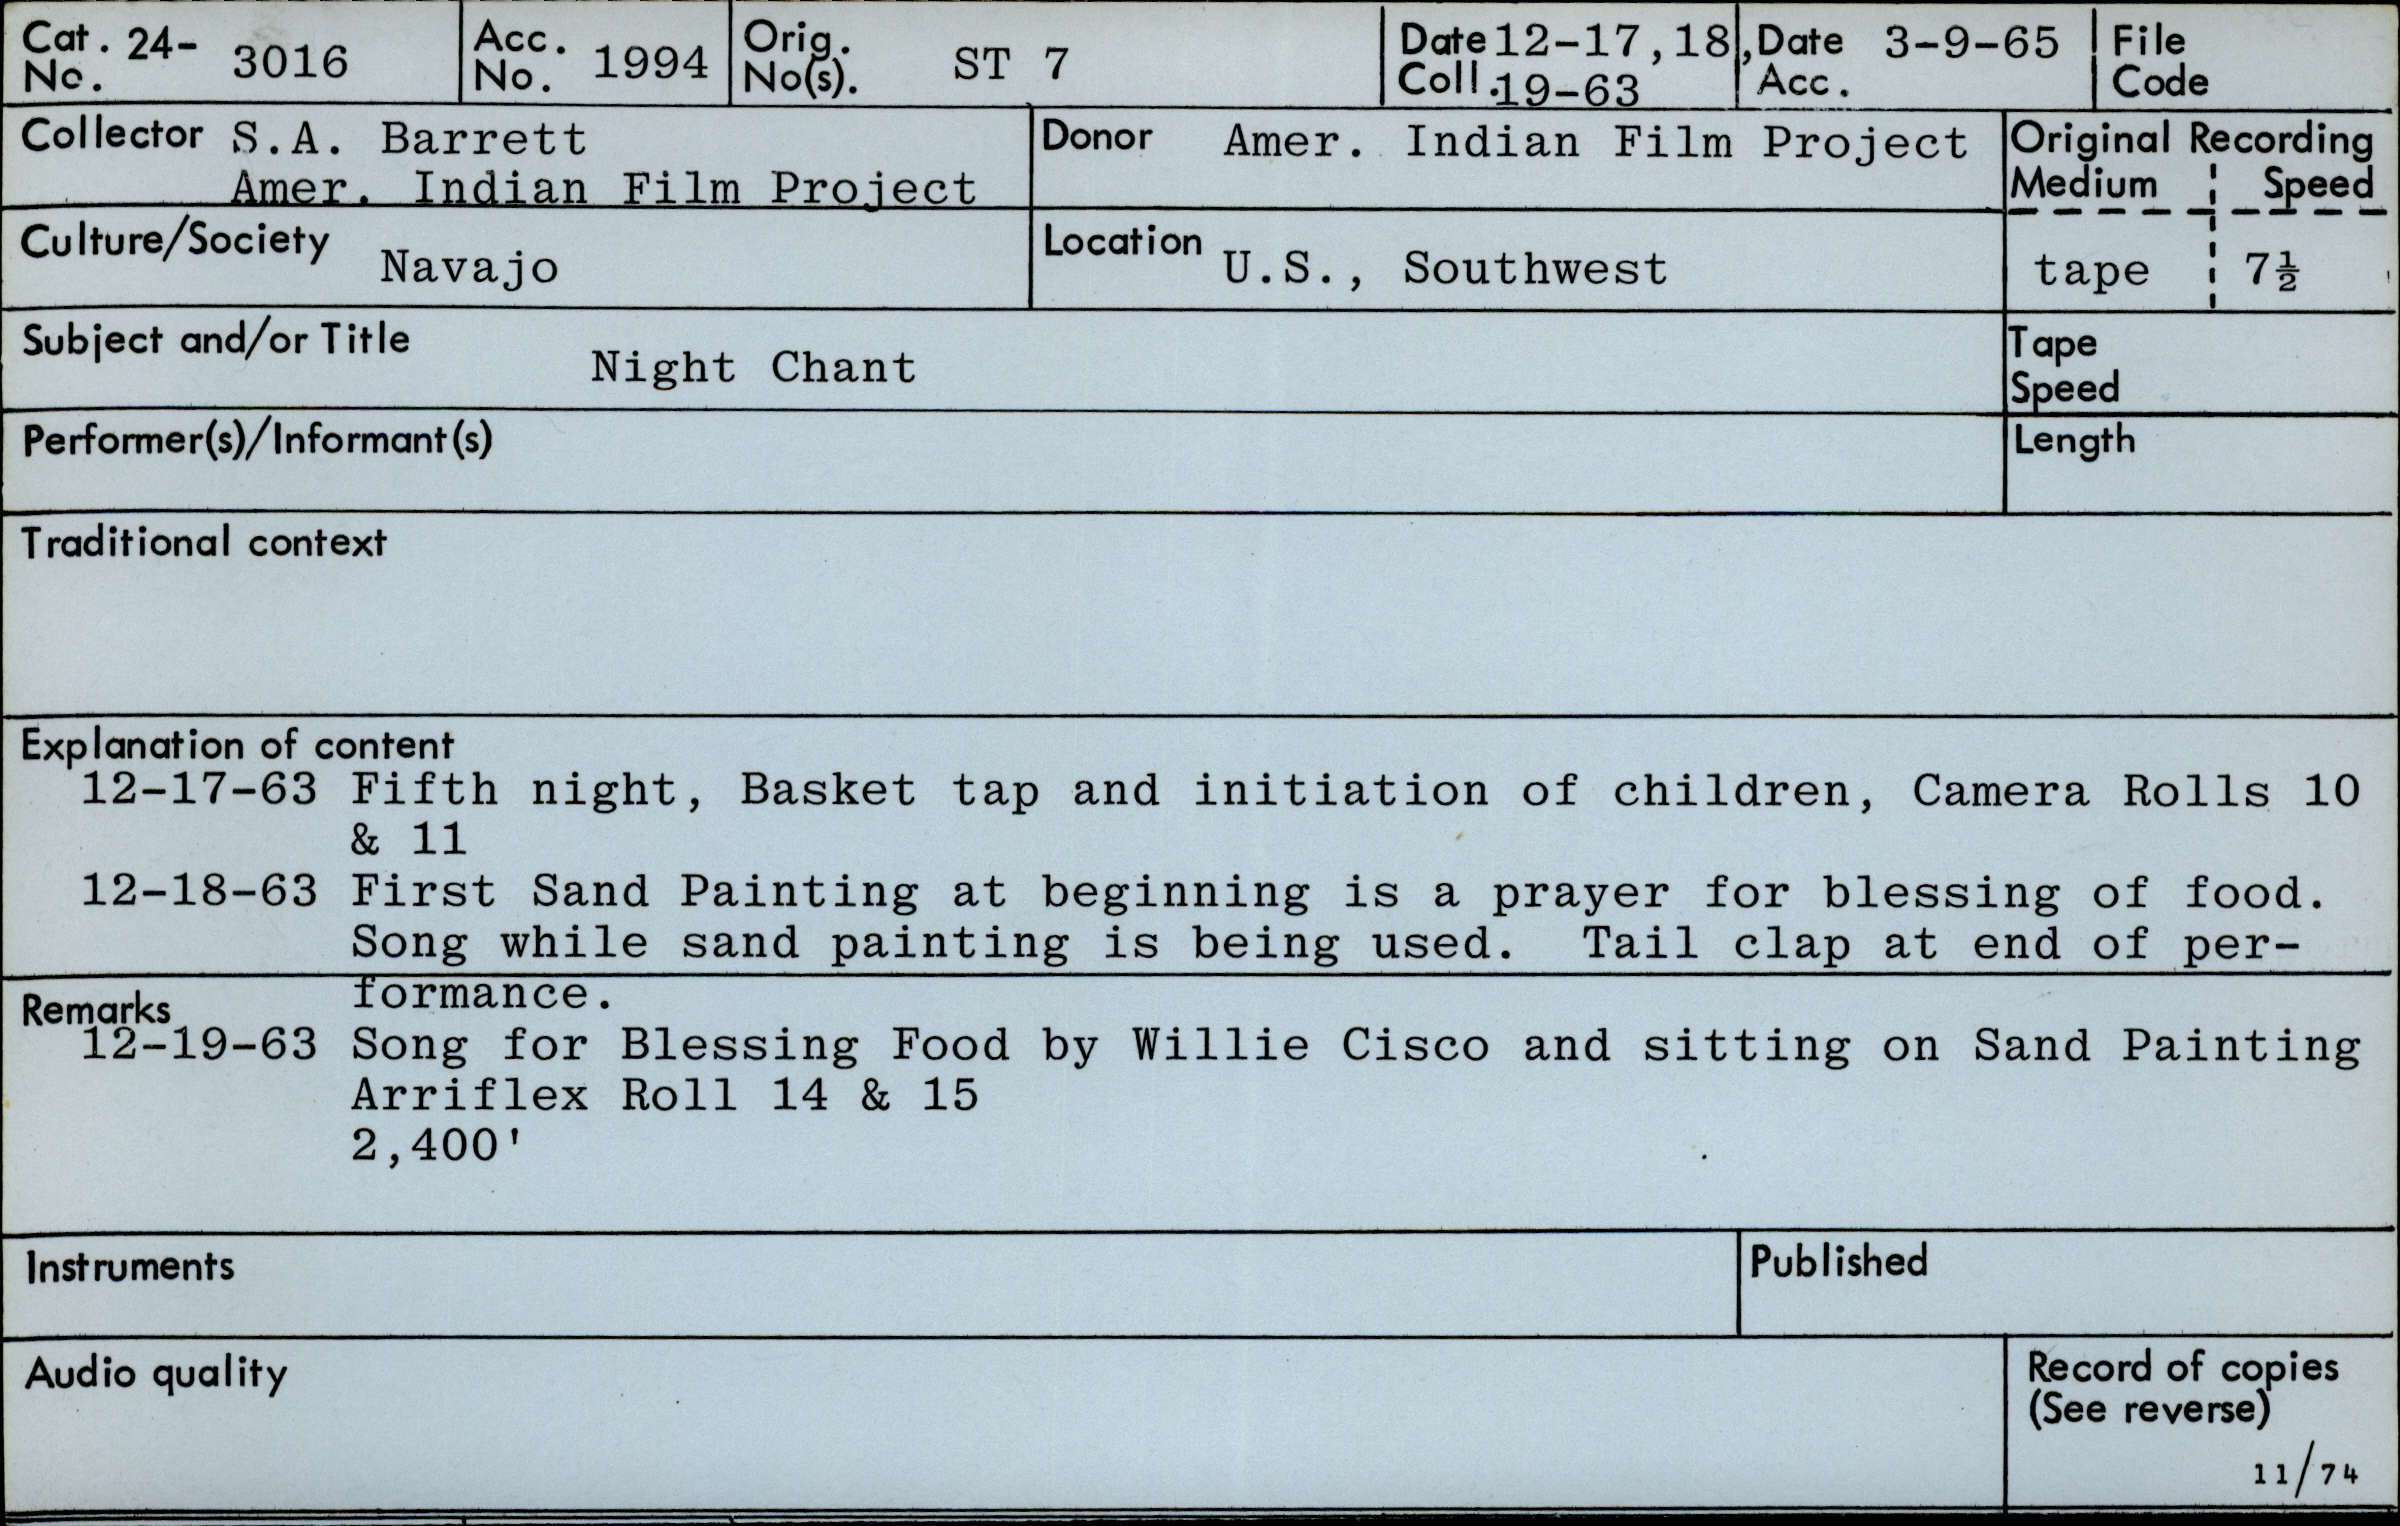 Cat. No. 24- 3016 Acc. No. 1994 Orig. No(s). ST 7 Date Coll. 12-17,18, 19-63 Date Acc. 3-9-65 File Code
Collector S.A. Barrett
Amer. Indian Film Project
Donor Amer. Indian Film Project
Original Recording
Medium Speed
tape 7½
Culture/Society Navajo
Location U.S., Southwest
Subject and/or Title Night Chant
Tape
Speed
Performer(s)/Informant(s)
Length
Traditional context
Explanation of content
12-17-63 Fifth night, Basket tap and initiation of children, Camera Rolls 10
& 11
12-18-63 First Sand Painting at beginning is a prayer for blessing of food.
Song while sand painting is being used. Tail clap at end of per-
formance.
Remarks
12-19-63 Song for Blessing Food by Willie Cisco and sitting on Sand Painting
Arriflex Roll 14 & 15
2,400'
Instruments
Published
Audio quality
Record of copies
(See reverse)
11/74